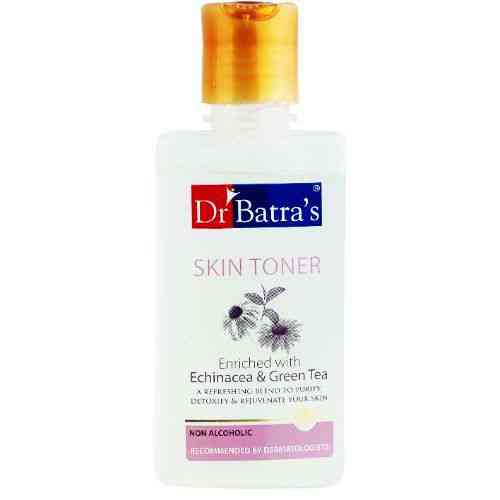 Dr Batra's®
SKIN TONER
Enriched with
Echinacea & Green Tea
A REFRESHING BLEND TO PURIFY,
DETOXIFY & REJUVENATE YOUR SKIN
NON ALCOHOLIC
RECOMMENDED BY DERMATOLOGISTS